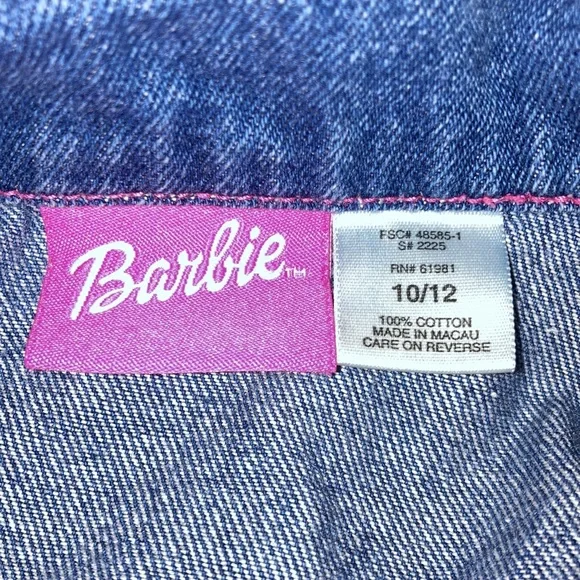 Barbie™
FSC# 48585-1
S# 2225
RN# 61981
10/12
100% COTTON
MADE IN MACAU
CARE ON REVERSE